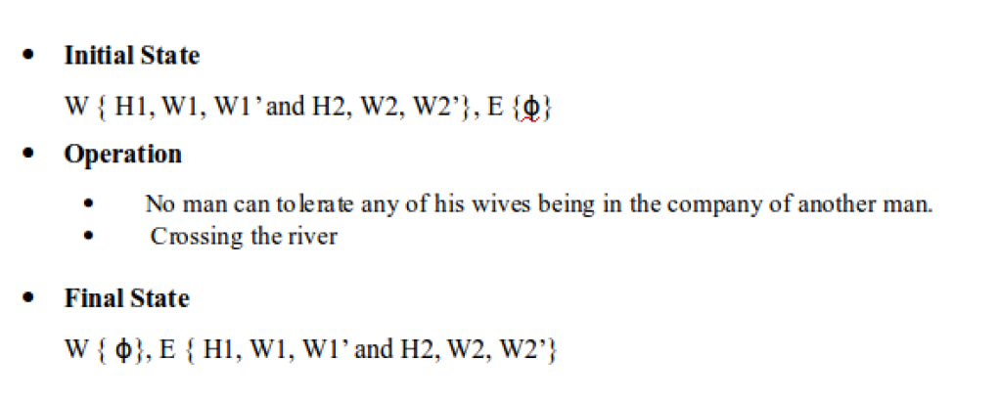 • Initial State
W { H1, W1, W1’and H2, W2, W2’}, E {ϕ}
• Operation
• No man can tolerate any of his wives being in the company of another man.
• Crossing the river
• Final State
W { ϕ}, E { H1, W1, W1’ and H2, W2, W2’}